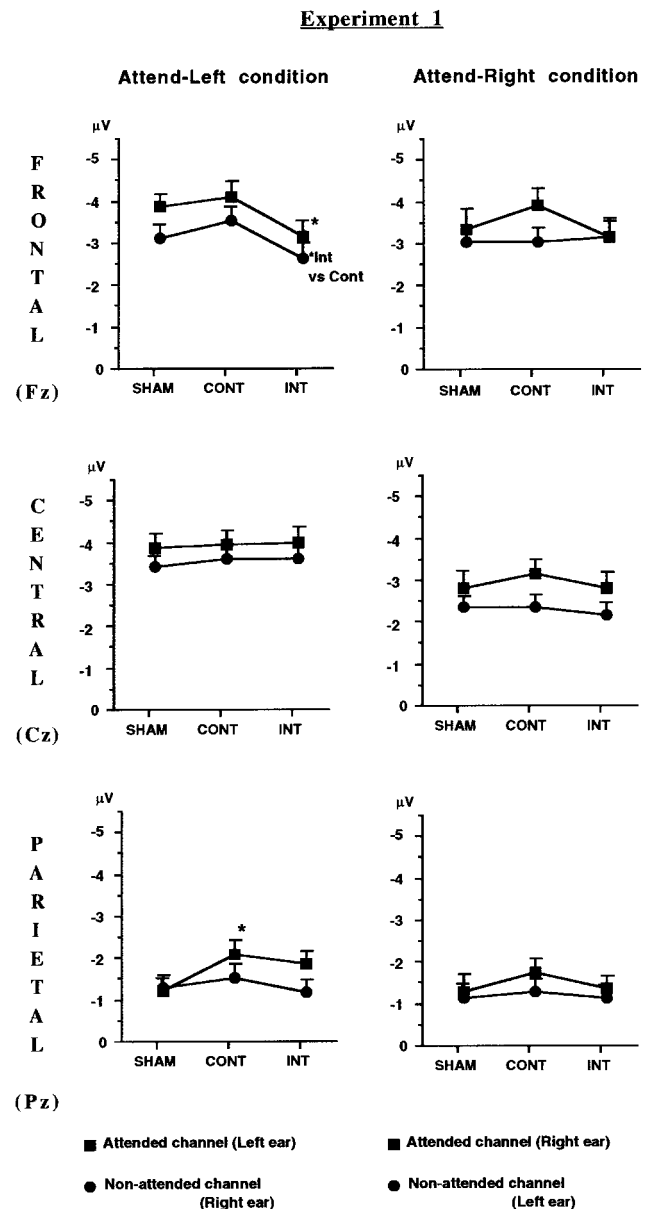 Experiment 1
Attend-Left condition
Attend-Right condition
FRONTAL
(Fz)
µV
-5
-4
-3
-2
-1
0
*
*Int
vs Cont
SHAM CONT INT
µV
-5
-4
-3
-2
-1
0
SHAM CONT INT
CENTRAL
(Cz)
µV
-5
-4
-3
-2
-1
0
SHAM CONT INT
µV
-5
-4
-3
-2
-1
0
SHAM CONT INT
PARIETAL
(Pz)
µV
-5
-4
-3
-2
-1
0
*
SHAM CONT INT
µV
-5
-4
-3
-2
-1
0
SHAM CONT INT
Attended channel (Left ear)
Non-attended channel
(Right ear)
Attended channel (Right ear)
Non-attended channel
(Left ear)